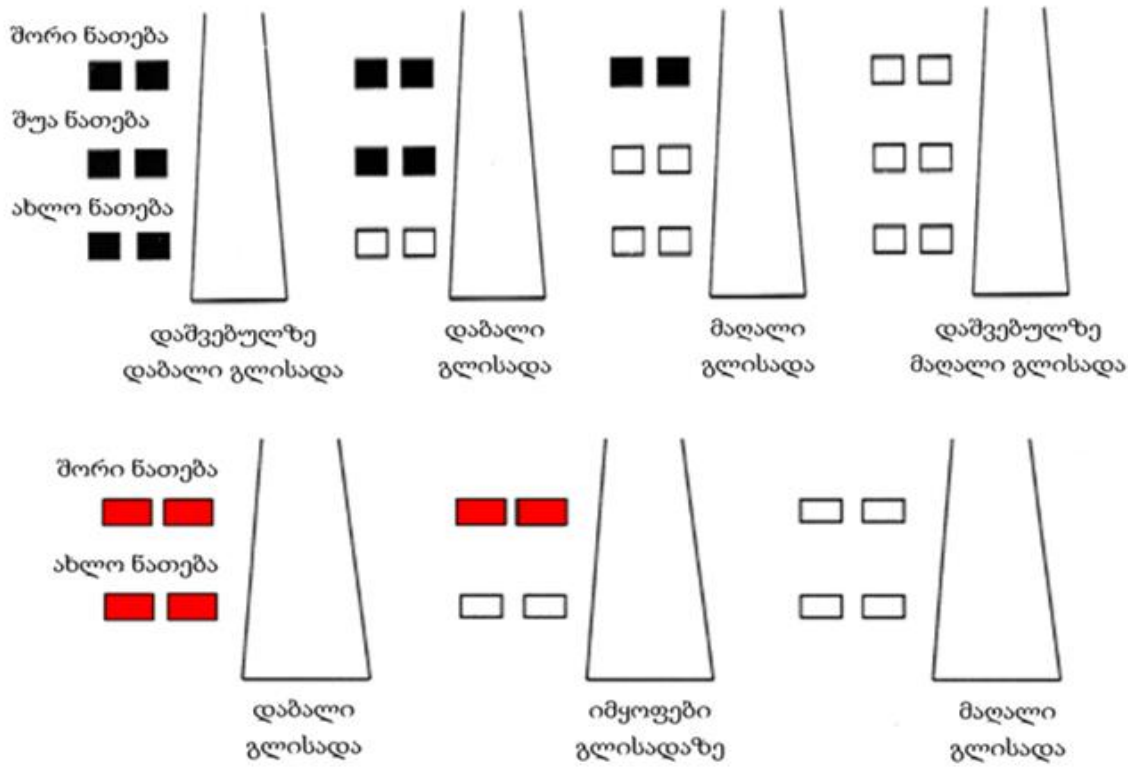 შორი ნათება
შუა ნათება
ახლო ნათება
დაშვებულზე
დაბალი გლისადა
დაბალი
გლისადა
მაღალი
გლისადა
დაშვებულზე
მაღალი გლისადა
შორი ნათება
ახლო ნათება
დაბალი
გლისადა
იმყოფები
გლისადაზე
მაღალი
გლისადა